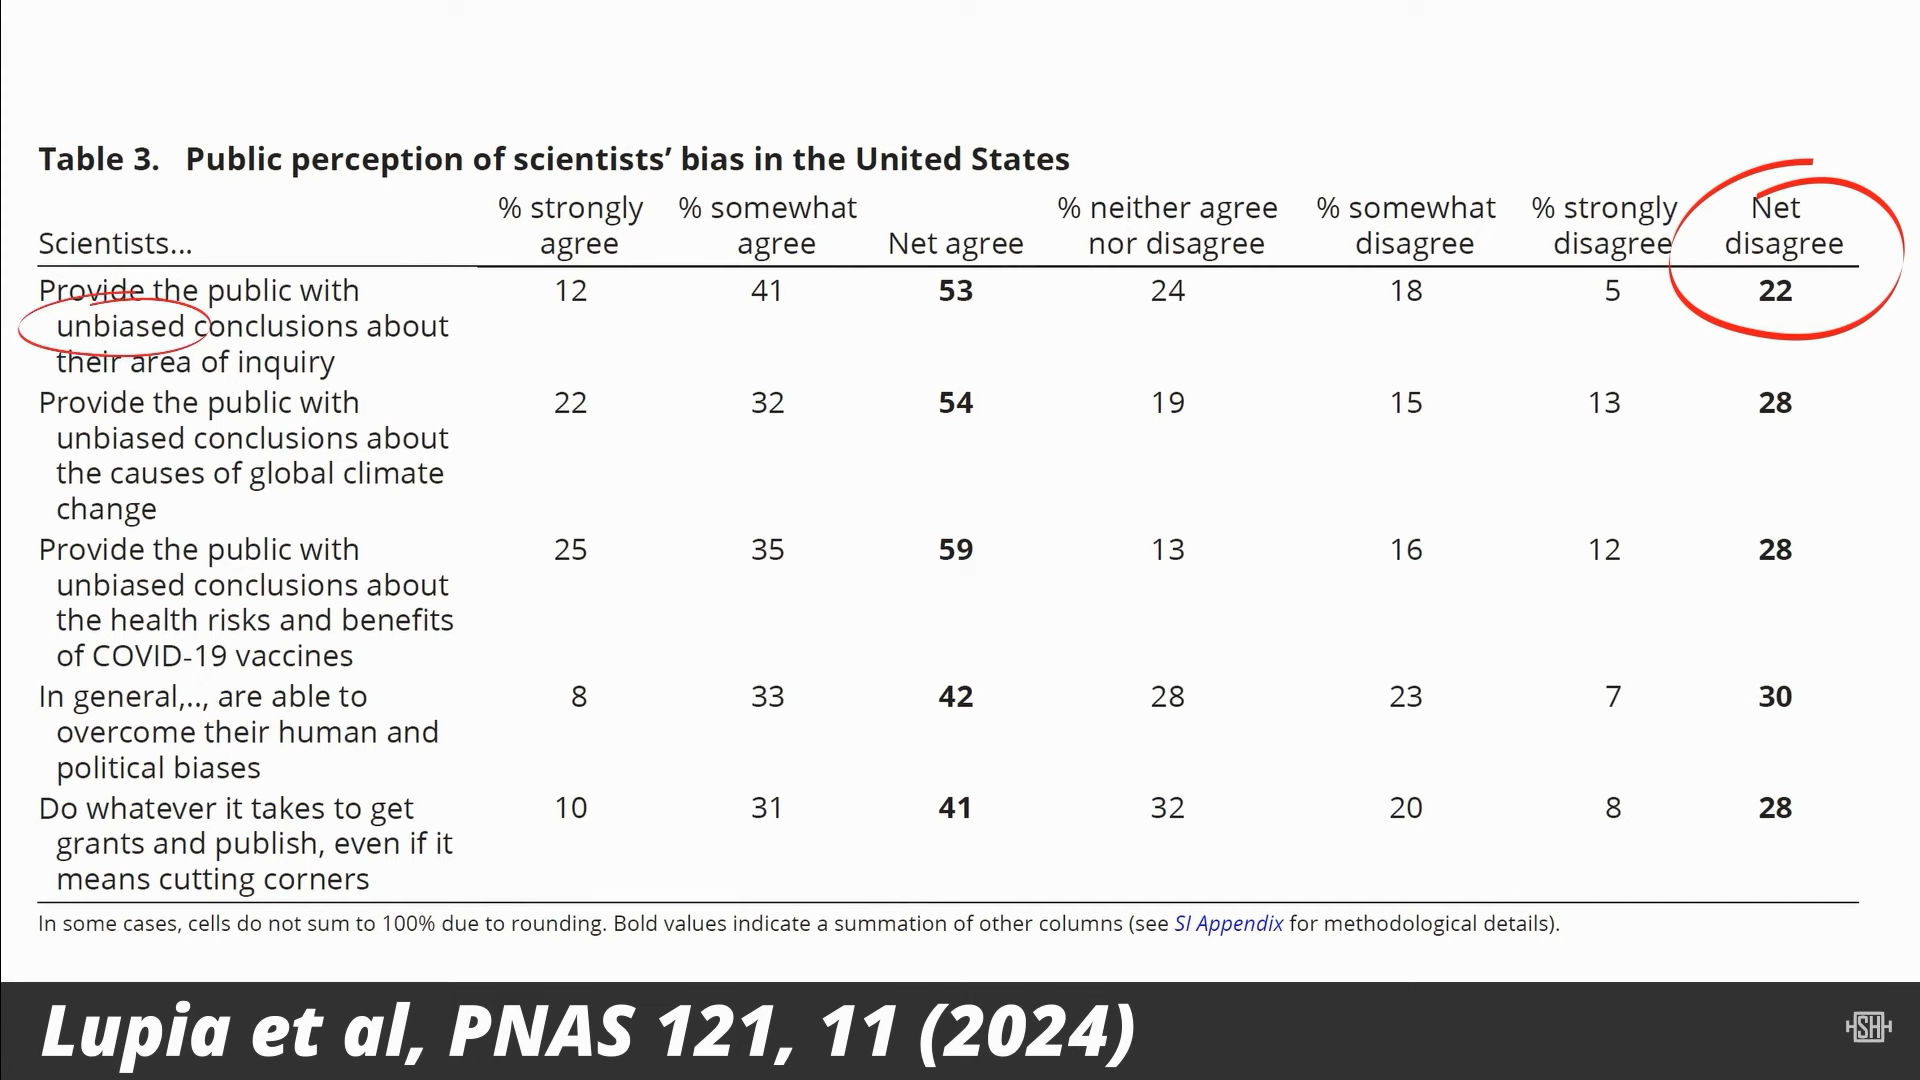 Table 3. Public perception of scientists’ bias in the United States
Scientists... % strongly agree % somewhat agree Net agree % neither agree nor disagree % somewhat disagree % strongly disagree Net disagree
Provide the public with 12 41 53 24 18 5 22
unbiased conclusions about
their area of inquiry
Provide the public with 22 32 54 19 15 13 28
unbiased conclusions about
the causes of global climate
change
Provide the public with 25 35 59 13 16 12 28
unbiased conclusions about
the health risks and benefits
of COVID-19 vaccines
In general,.., are able to 8 33 42 28 23 7 30
overcome their human and
political biases
Do whatever it takes to get 10 31 41 32 20 8 28
grants and publish, even if it
means cutting corners
In some cases, cells do not sum to 100% due to rounding. Bold values indicate a summation of other columns (see SI Appendix for methodological details).
Lupia et al, PNAS 121, 11 (2024)
SH